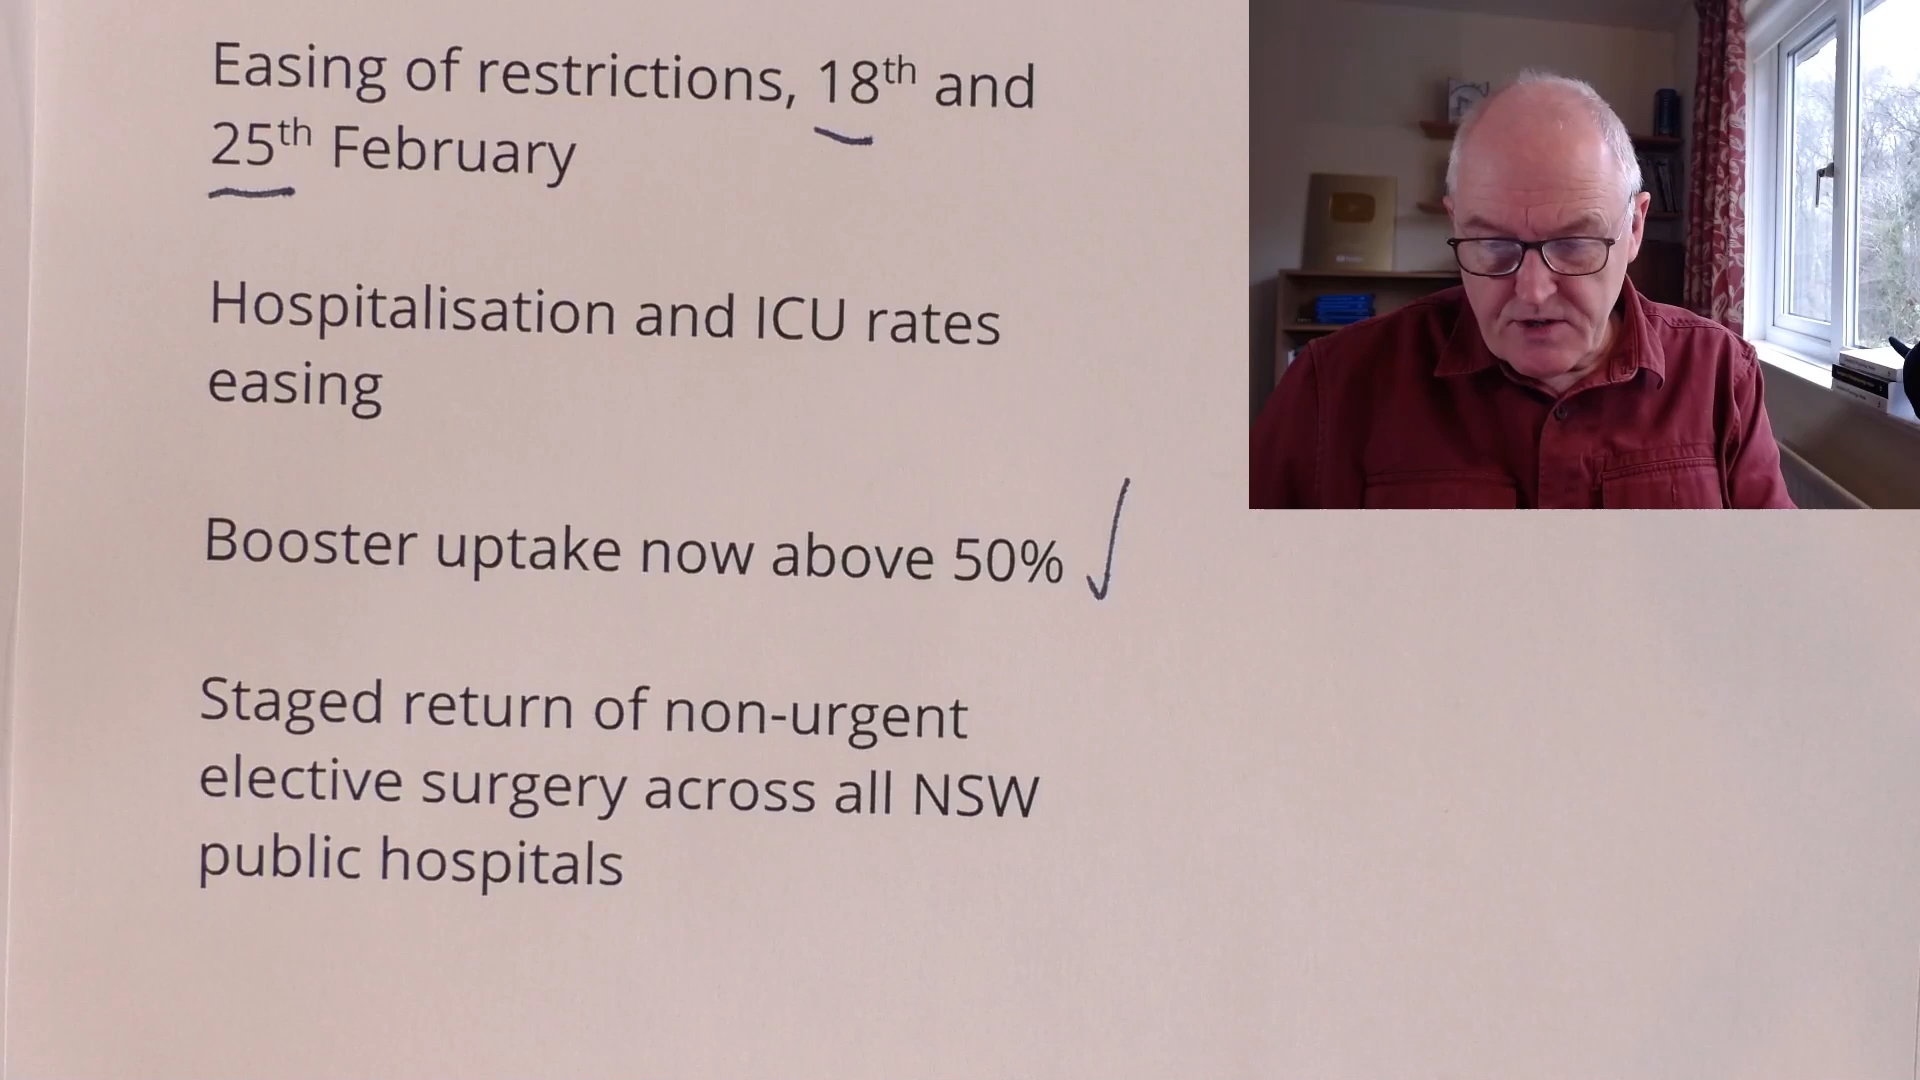 Easing of restrictions, 18th and
25th February
Hospitalisation and ICU rates
easing
Booster uptake now above 50%
Staged return of non-urgent
elective surgery across all NSW
public hospitals